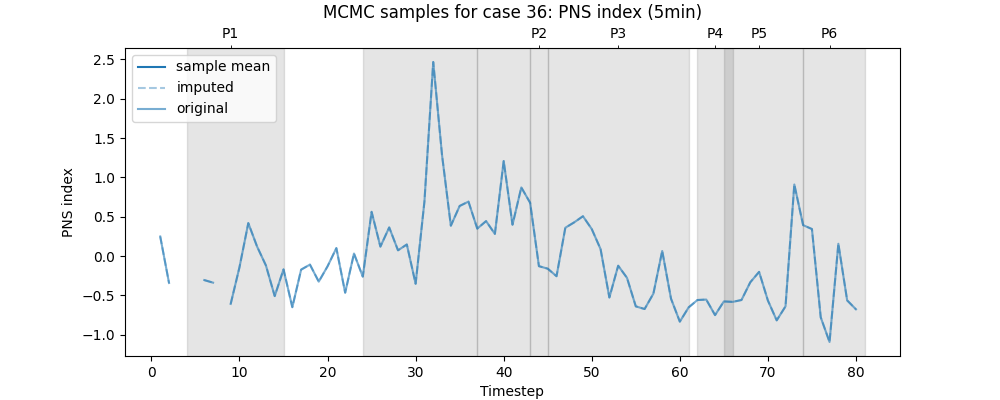 MCMC samples for case 36: PNS index (5min)
P1 P2 P3 P4 P5 P6
sample mean
imputed
original
2.5
2.0
1.5
1.0
0.5
0.0
−0.5
−1.0
PNS index
0 10 20 30 40 50 60 70 80
Timestep